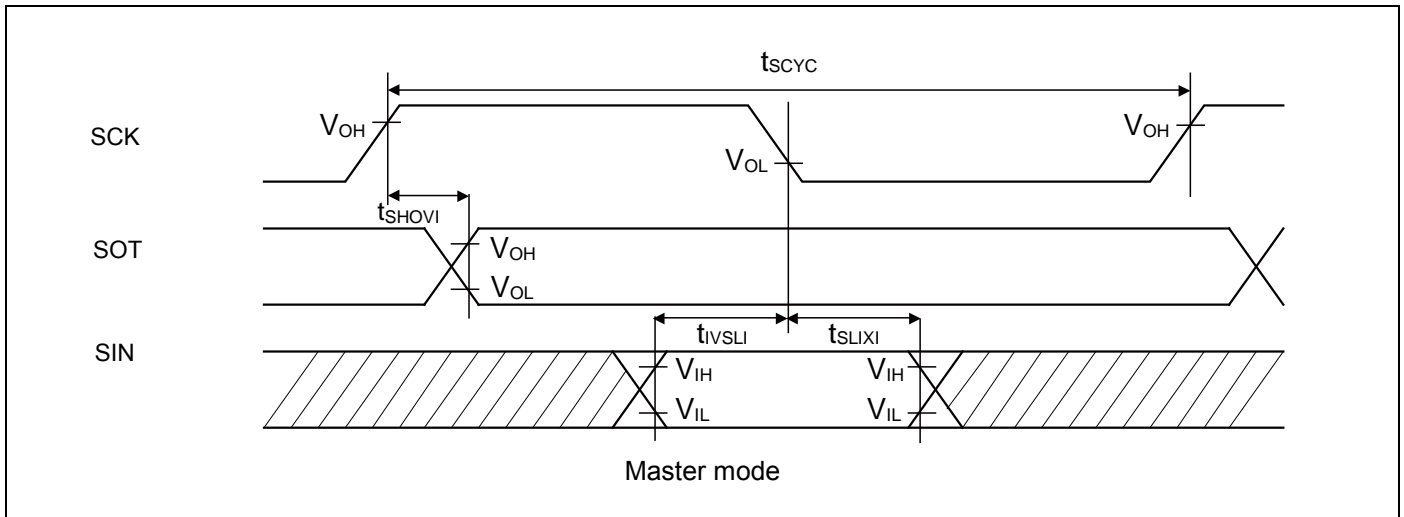 tSCYC
SCK
VOH
VOL
VOH
tSHOVI
SOT
VOH
VOL
tIVSLI
tSLIXI
SIN
VIH
VIL
VIH
VIL
Master mode